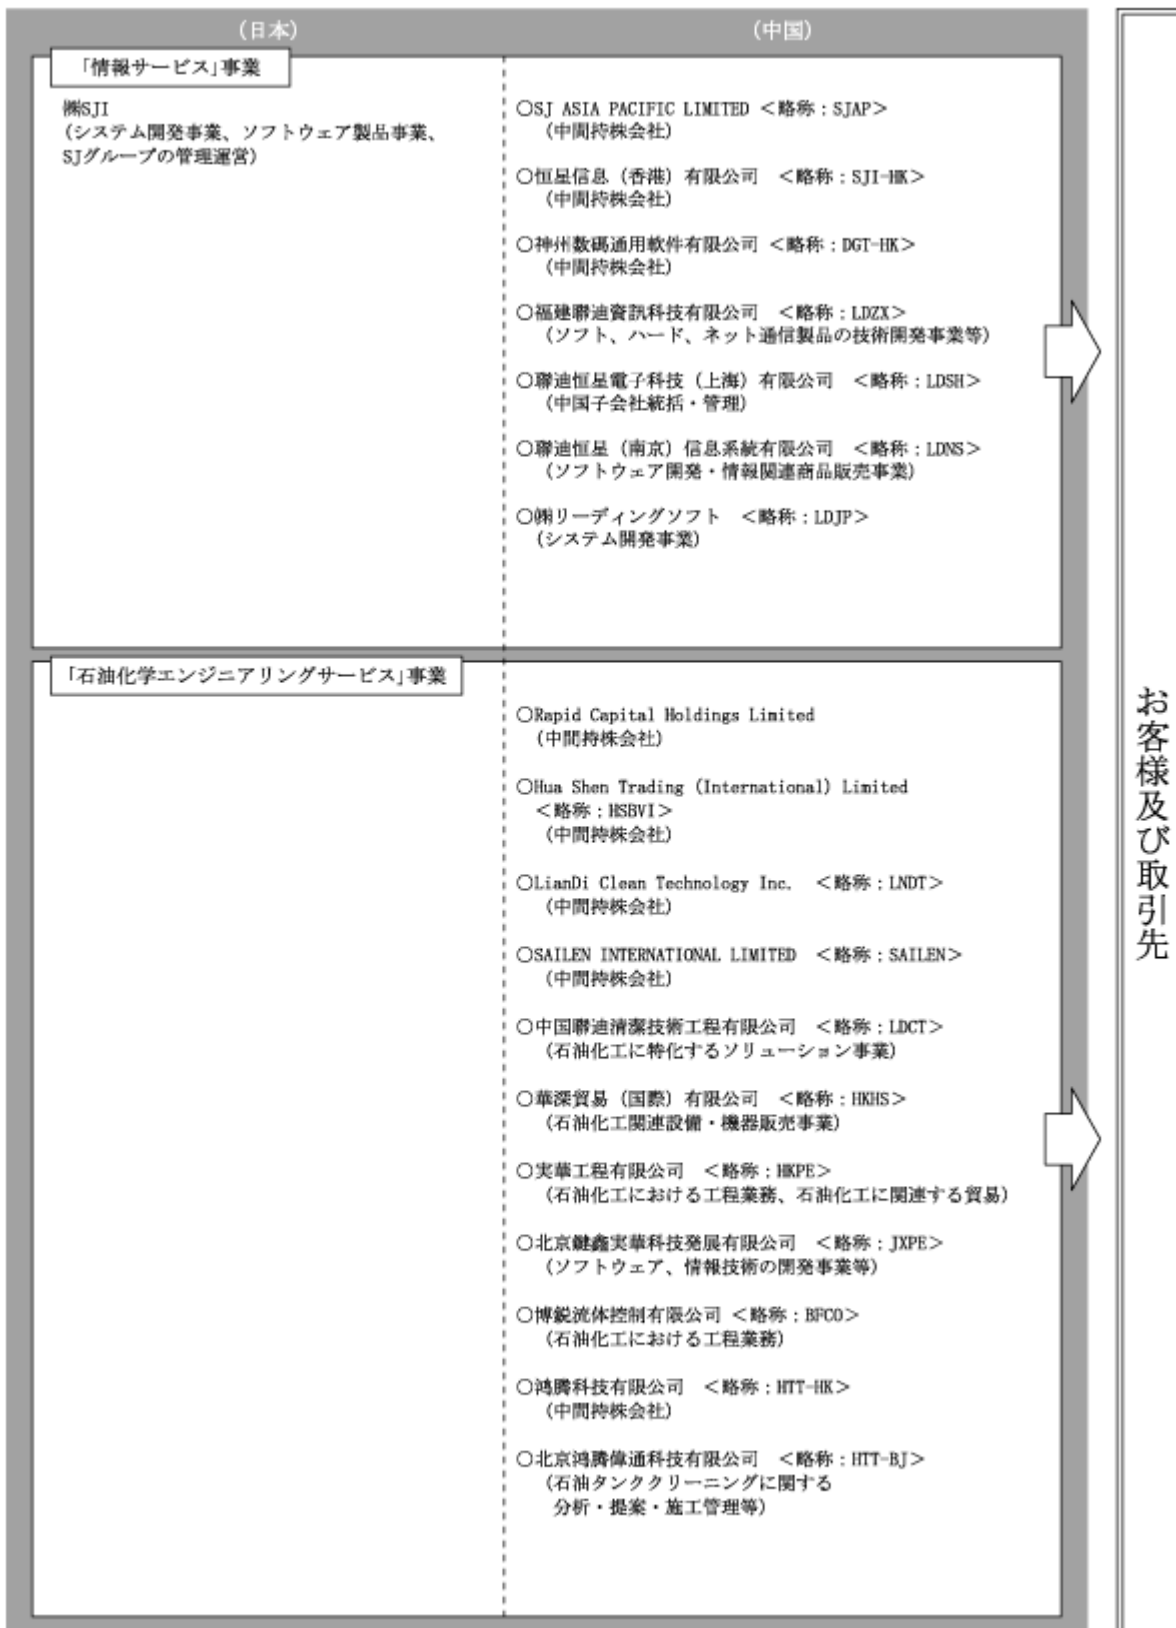 (日本)
(中国)
「情報サービス」事業
㈱SJI
(システム開発事業、ソフトウェア製品事業、
SJグループの管理運営)
○SJ ASIA PACIFIC LIMITED <略称:SJAP>
(中間持株会社)
○恒星信息(香港)有限公司 <略称:SJI-HK>
(中間持株会社)
○神州数碼通用軟件有限公司 <略称:DGT-HK>
(中間持株会社)
○福建聯迪資訊科技有限公司 <略称:LDZX>
(ソフト、ハード、ネット通信製品の技術開発事業等)
○聯迪恒星電子科技(上海)有限公司 <略称:LDSH>
(中国子会社統括・管理)
○聯迪恒星(南京)信息系統有限公司 <略称:LDNS>
(ソフトウェア開発・情報関連商品販売事業)
○㈱リーディングソフト <略称:LDJP>
(システム開発事業)
「石油化学エンジニアリングサービス」事業
○Rapid Capital Holdings Limited
(中間持株会社)
○Hua Shen Trading (International) Limited
<略称:HSBVI>
(中間持株会社)
○LianDi Clean Technology Inc. <略称:LNDT>
(中間持株会社)
○SAILEN INTERNATIONAL LIMITED <略称:SAILEN>
(中間持株会社)
○中国聯迪清潔技術工程有限公司 <略称:LDCT>
(石油化工に特化するソリューション事業)
○華深貿易(国際)有限公司 <略称:HKHS>
(石油化工関連設備・機器販売事業)
○実華工程有限公司 <略称:HKPE>
(石油化工における工程業務、石油化工に関連する貿易)
○北京鍵鑫実華科技発展有限公司 <略称:JXPE>
(ソフトウェア、情報技術の開発事業等)
○博鋭流体控制有限公司 <略称:BFCO>
(石油化工における工程業務)
○鴻騰科技有限公司 <略称:HTT-HK>
(中間持株会社)
○北京鴻騰偉通科技有限公司 <略称:HTT-BJ>
(石油タンククリーニングに関する
分析・提案・施工管理等)
お客様及び取引先